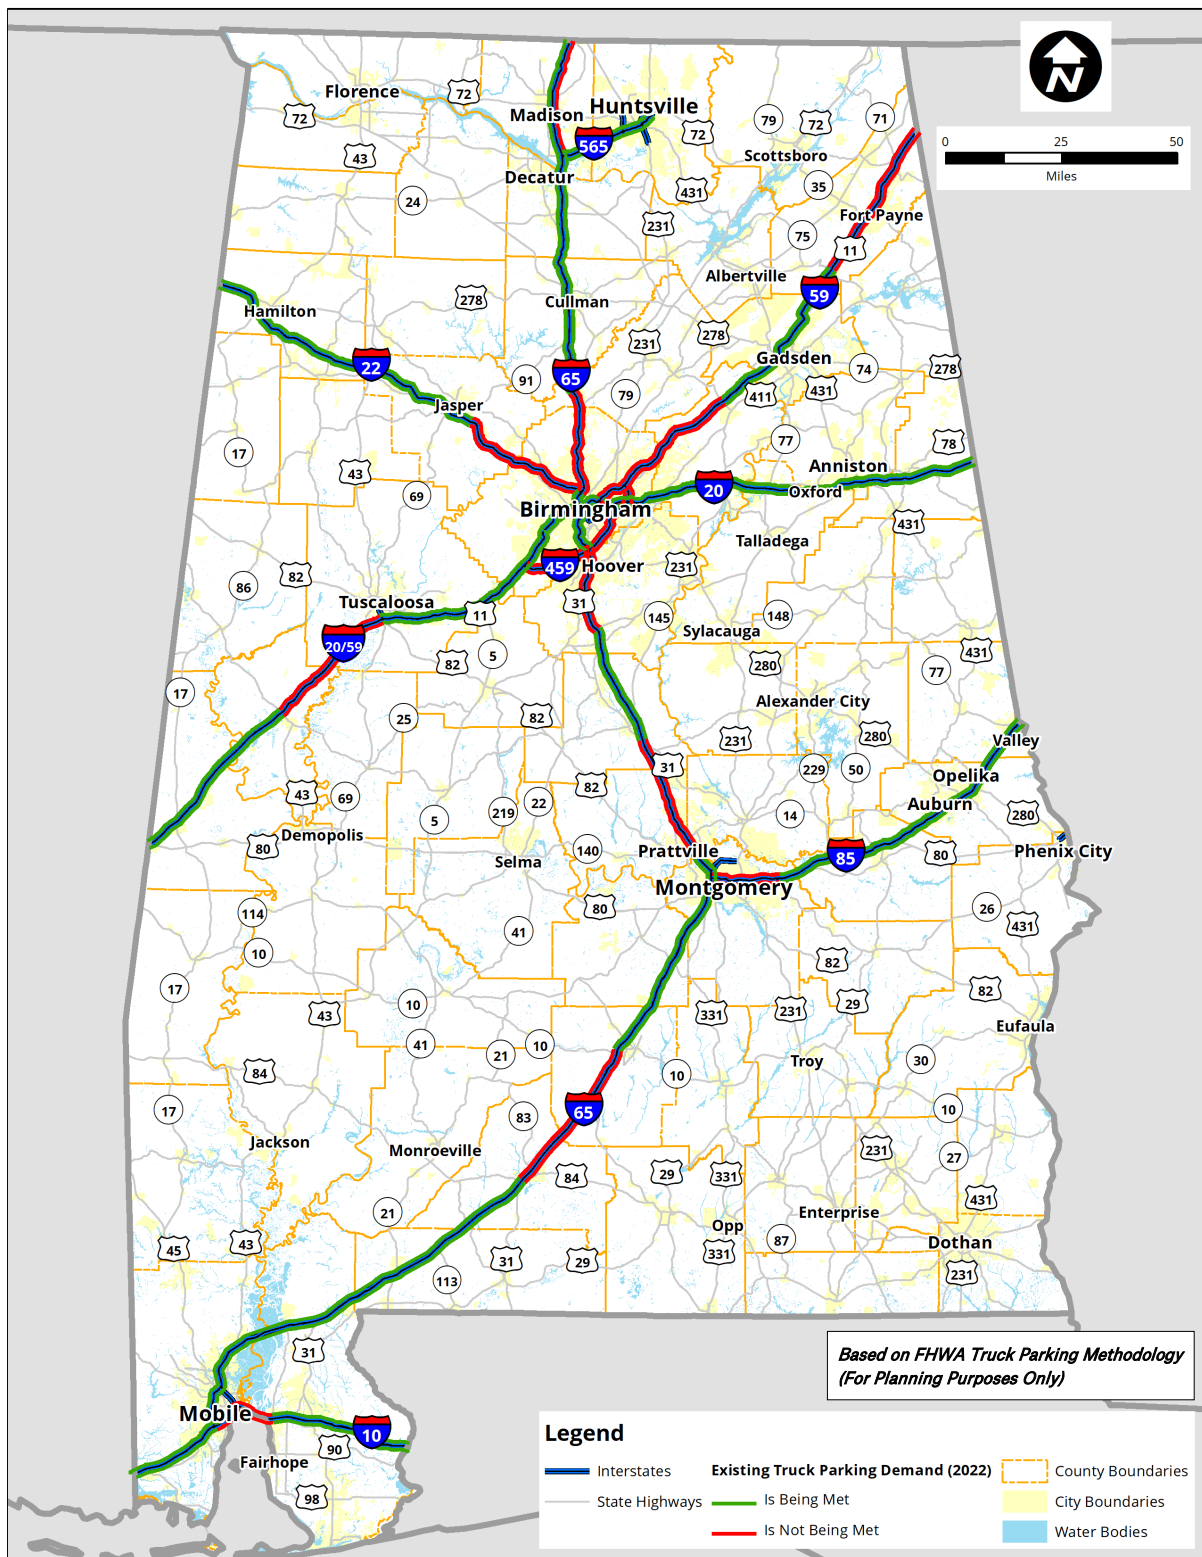 N
0 25 50
Miles
Florence
72
72
Madison
Huntsville
565
72
79
72
71
43
Scottsboro
Decatur
431
35
24
Fort Payne
231
75
11
Albertville
59
278
Cullman
Hamilton
231
278
22
65
Gadsden
74
278
91
79
411
431
Jasper
77
78
17
43
Anniston
69
20
Oxford
Birmingham
431
Talladega
459
Hoover
231
82
86
Tuscaloosa
31
11
145
148
Sylacauga
20/59
5
82
280
431
77
17
Alexander City
25
82
231
280
Valley
31
229
50
Opelika
82
43
69
22
219
5
14
Auburn
280
Demopolis
80
140
Prattville
85
80
Phenix City
Selma
Montgomery
114
80
26
431
41
10
82
17
82
10
43
331
231
29
Eufaula
41
21
10
Troy
30
84
10
17
65
10
83
Jackson
Monroeville
231
27
84
29
331
431
21
Opp
Enterprise
45
43
87
Dothan
331
31
29
231
113
31
Based on FHWA Truck Parking Methodology
(For Planning Purposes Only)
Mobile
10
90
Fairhope
98
Legend
Interstates
State Highways
Existing Truck Parking Demand (2022)
Is Being Met
Is Not Being Met
County Boundaries
City Boundaries
Water Bodies